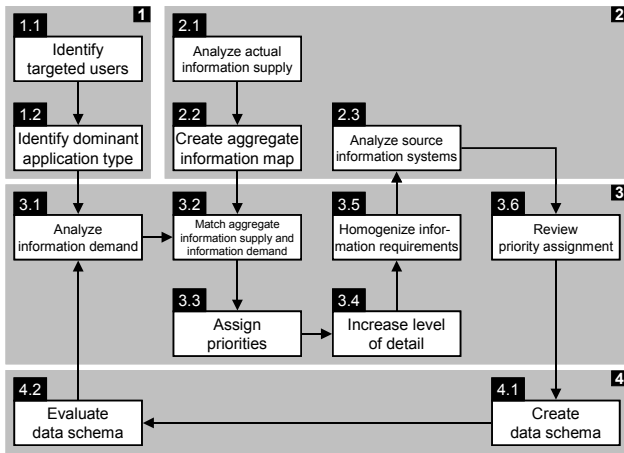 1
1.1
Identify
targeted users
1.2
Identify dominant
application type
2
2.1
Analyze actual
information supply
2.2
Create aggregate
information map
2.3
Analyze source
information systems
3
3.1
Analyze
information demand
3.2
Match aggregate
information supply and
information demand
3.3
Assign
priorities
3.4
Increase level
of detail
3.5
Homogenize infor-
mation requirements
3.6
Review
priority assignment
4
4.1
Create
data schema
4.2
Evaluate
data schema